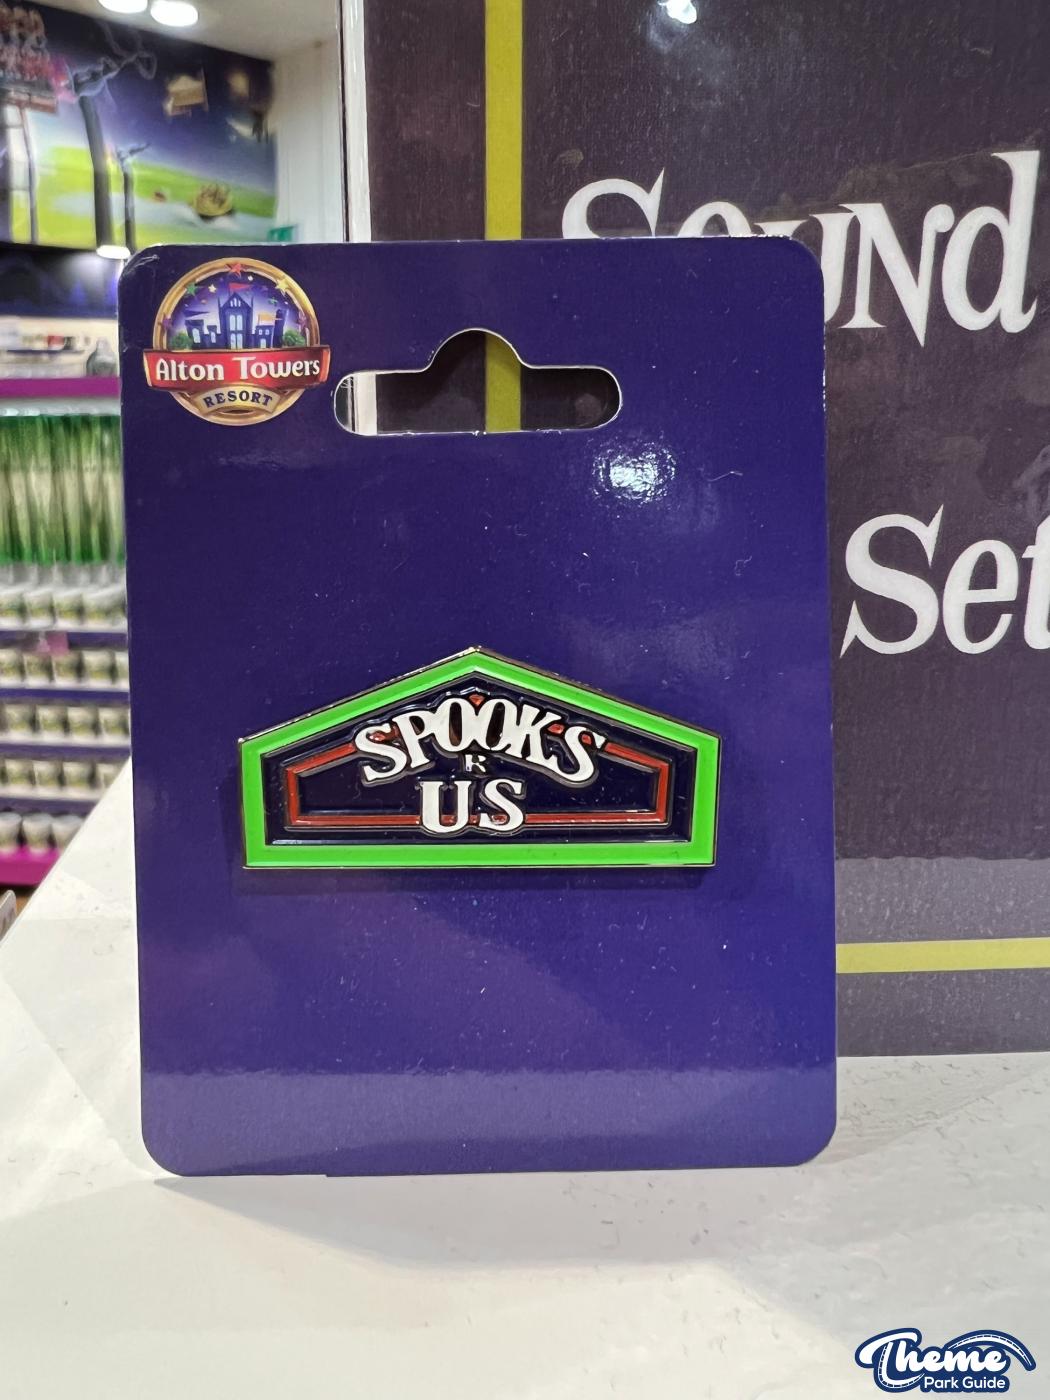 Sound
Alton Towers
RESORT
Set
SPOOKS
R
US
Theme
Park Guide